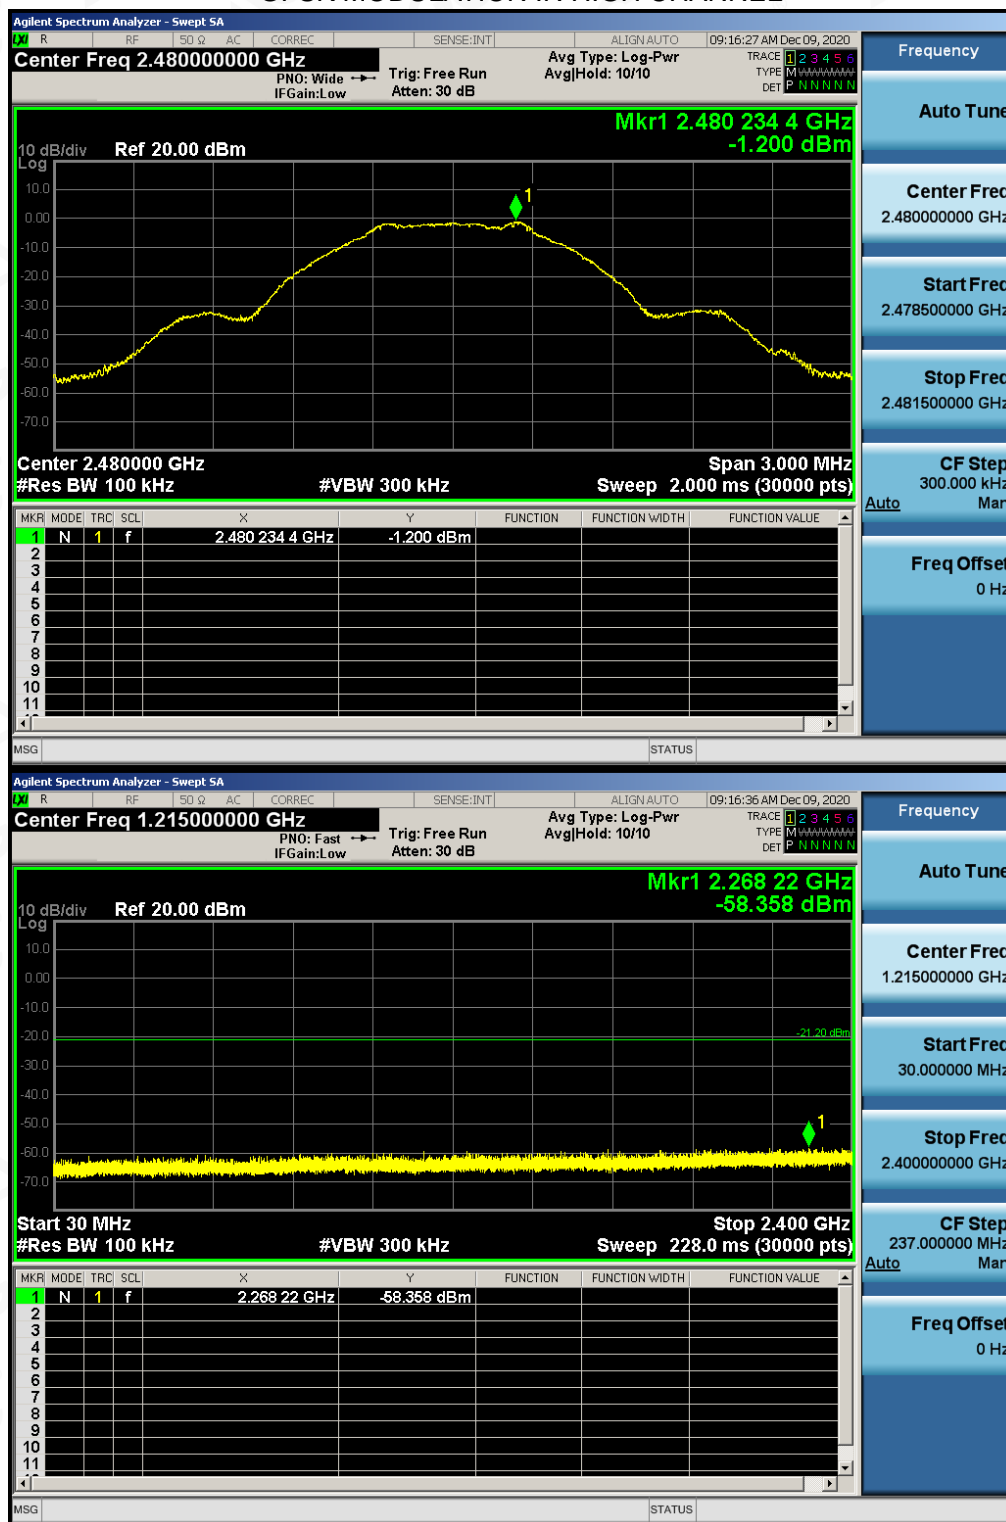 GFSK MODULATION IN HIGH CHANNEL
Agilent Spectrum Analyzer - Swept SA
LXI R RF 50 Ω AC CORREC SENSE:INT ALIGN AUTO 09:16:27 AM Dec 09, 2020
Center Freq 2.480000000 GHz
PNO: Wide
IFGain:Low
Trig: Free Run
Atten: 30 dB
Avg Type: Log-Pwr
Avg|Hold: 10/10
TRACE 1 2 3 4 5 6
TYPE M
DET P N N N N N
Mkr1 2.480 234 4 GHz
-1.200 dBm
10 dB/div Ref 20.00 dBm
Log
10.0
0.00
-10.0
-20.0
-30.0
-40.0
-50.0
-60.0
-70.0
1
Center 2.480000 GHz Span 3.000 MHz
#Res BW 100 kHz #VBW 300 kHz Sweep 2.000 ms (30000 pts)
MKR MODE TRC SCL X Y FUNCTION FUNCTION WIDTH FUNCTION VALUE
1 N 1 f 2.480 234 4 GHz -1.200 dBm
2
3
4
5
6
7
8
9
10
11
MSG STATUS
Frequency
Auto Tune
Center Freq
2.480000000 GHz
Start Freq
2.478500000 GHz
Stop Freq
2.481500000 GHz
CF Step
300.000 kHz
Auto Man
Freq Offset
0 Hz
Agilent Spectrum Analyzer - Swept SA
LXI R RF 50 Ω AC CORREC SENSE:INT ALIGN AUTO 09:16:36 AM Dec 09, 2020
Center Freq 1.215000000 GHz
PNO: Fast
IFGain:Low
Trig: Free Run
Atten: 30 dB
Avg Type: Log-Pwr
Avg|Hold: 10/10
TRACE 1 2 3 4 5 6
TYPE M
DET P N N N N N
Mkr1 2.268 22 GHz
-58.358 dBm
10 dB/div Ref 20.00 dBm
Log
10.0
0.00
-10.0
-20.0
-30.0
-40.0
-50.0
-60.0
-70.0
-21.20 dBm
1
Start 30 MHz Stop 2.400 GHz
#Res BW 100 kHz #VBW 300 kHz Sweep 228.0 ms (30000 pts)
MKR MODE TRC SCL X Y FUNCTION FUNCTION WIDTH FUNCTION VALUE
1 N 1 f 2.268 22 GHz -58.358 dBm
2
3
4
5
6
7
8
9
10
11
MSG STATUS
Frequency
Auto Tune
Center Freq
1.215000000 GHz
Start Freq
30.000000 MHz
Stop Freq
2.400000000 GHz
CF Step
237.000000 MHz
Auto Man
Freq Offset
0 Hz